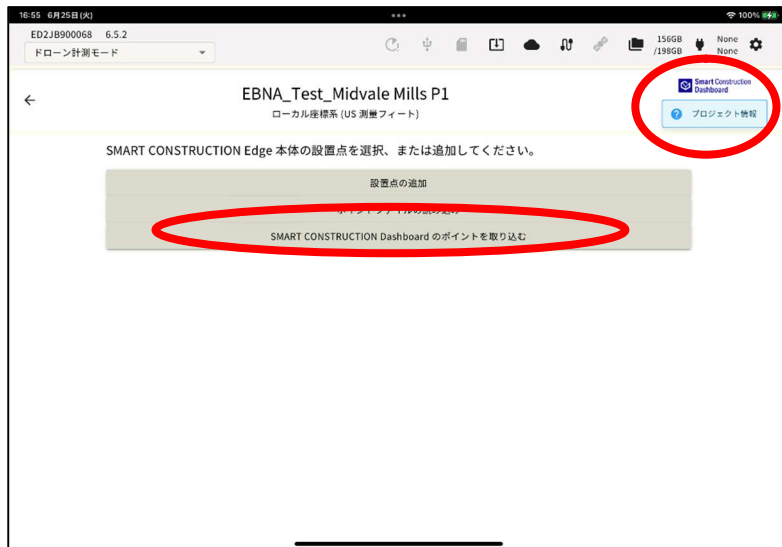 16:55 6月25日(火)
100%
ED2JB900068 6.5.2
ドローン計測モード
156GB
/198GB
None
None
EBNA_Test_Midvale Mills P1
ローカル座標系 (US 測量フィート)
Smart Construction
Dashboard
プロジェクト情報
SMART CONSTRUCTION Edge 本体の設置点を選択、または追加してください。
設置点の追加
SMART CONSTRUCTION Dashboard のポイントを取り込む